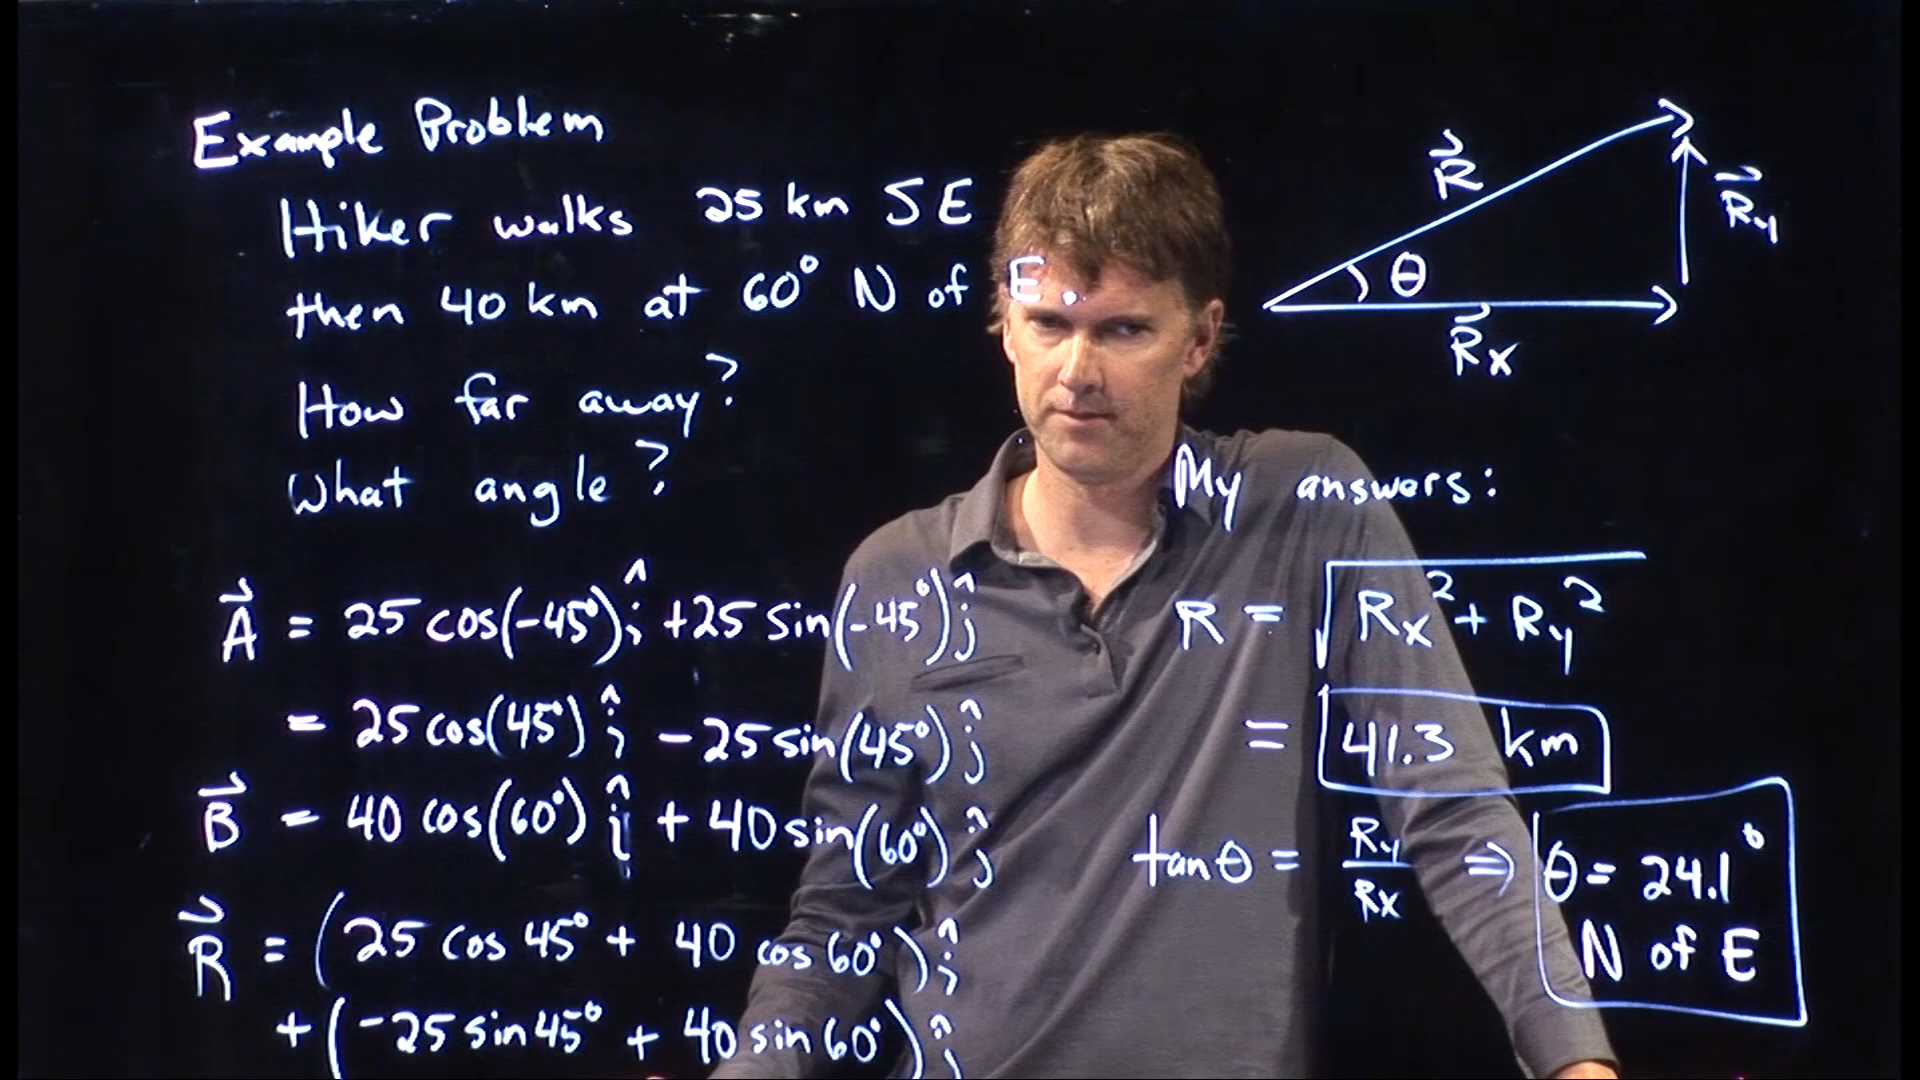 Example Problem
Hiker walks 25 km SE
then 40 km at 60° N of E.
How far away?
What angle?
A⃗ = 25 cos(-45°) î + 25 sin(-45°) ĵ
= 25 cos(45°) î - 25 sin(45°) ĵ
B⃗ = 40 cos(60°) î + 40 sin(60°) ĵ
R⃗ = (25 cos 45° + 40 cos 60°) î
+ (-25 sin 45° + 40 sin 60°) ĵ
R⃗
R⃗y
θ
R⃗x
My answers:
R = √(Rx² + Ry²)
= 41.3 km
tan θ = Ry/Rx ⇒ θ = 24.1°
N of E